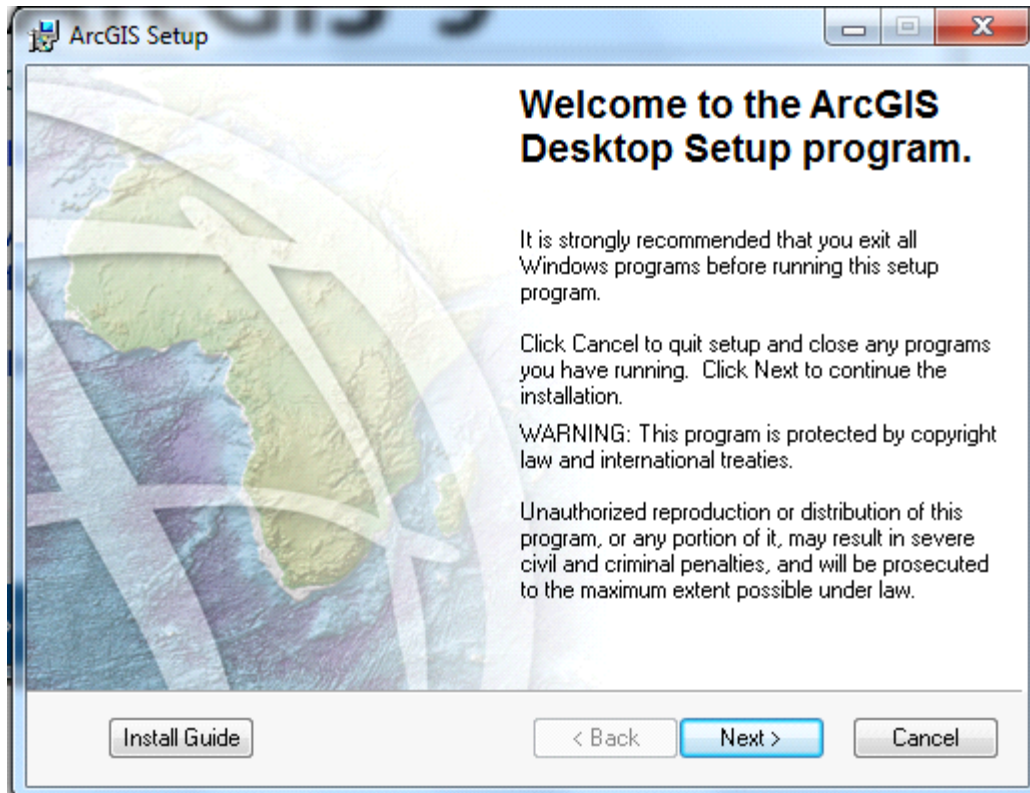 ArcGIS Setup
Welcome to the ArcGIS
Desktop Setup program.
It is strongly recommended that you exit all
Windows programs before running this setup
program.
Click Cancel to quit setup and close any programs
you have running.  Click Next to continue the
installation.
WARNING: This program is protected by copyright
law and international treaties.
Unauthorized reproduction or distribution of this
program, or any portion of it, may result in severe
civil and criminal penalties, and will be prosecuted
to the maximum extent possible under law.
Install Guide
< Back
Next >
Cancel